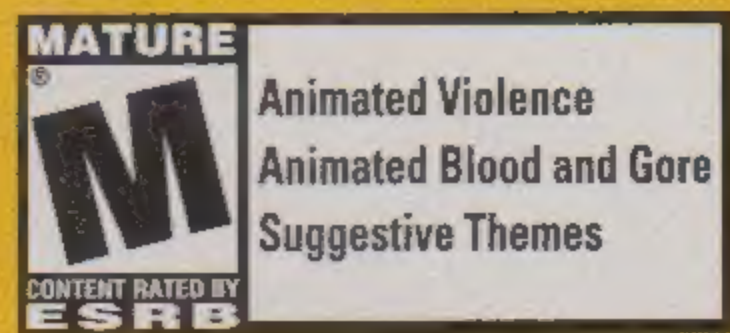 MATURE
®
M
CONTENT RATED BY
ESRB
Animated Violence
Animated Blood and Gore
Suggestive Themes